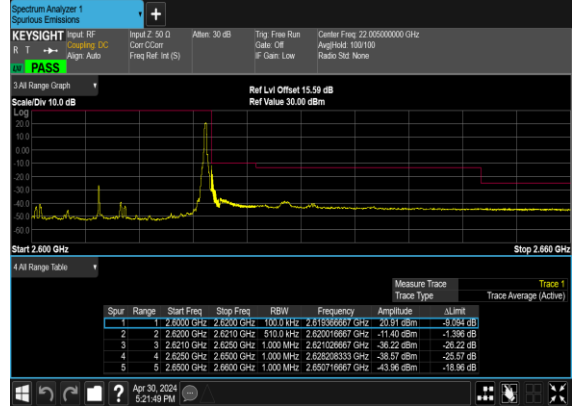 Spectrum Analyzer 1
Spurious Emissions
+
KEYSIGHT Input: RF Input Z: 50 Ω Atten: 30 dB Trig: Free Run Center Freq: 22.005000000 GHz
R T Coupling: DC Corr CCorr Gate: Off Avg|Hold: 100/100
Align: Auto Freq Ref: Int (S) IF Gain: Low Radio Std: None
PASS
3 All Range Graph
Ref Lvl Offset 15.59 dB
Scale/Div 10.0 dB Ref Value 30.00 dBm
Log
20.0
10.0
0.00
-10.0
-20.0
-30.0
-40.0
-50.0
-60.0
Start 2.600 GHz Stop 2.660 GHz
4 All Range Table
Measure Trace Trace 1
Trace Type Trace Average (Active)
Spur Range Start Freq Stop Freq RBW Frequency Amplitude ΔLimit
1 1 2.6000 GHz 2.6200 GHz 100.0 kHz 2.619366667 GHz 20.91 dBm -9.094 dB
2 2 2.6200 GHz 2.6210 GHz 510.0 kHz 2.620016667 GHz -11.40 dBm -1.396 dB
3 3 2.6210 GHz 2.6250 GHz 1.000 MHz 2.621026667 GHz -36.22 dBm -26.22 dB
4 4 2.6250 GHz 2.6500 GHz 1.000 MHz 2.628208333 GHz -38.57 dBm -25.57 dB
5 5 2.6500 GHz 2.6600 GHz 1.000 MHz 2.650716667 GHz -43.96 dBm -18.96 dB
? Apr 30, 2024
5:21:49 PM